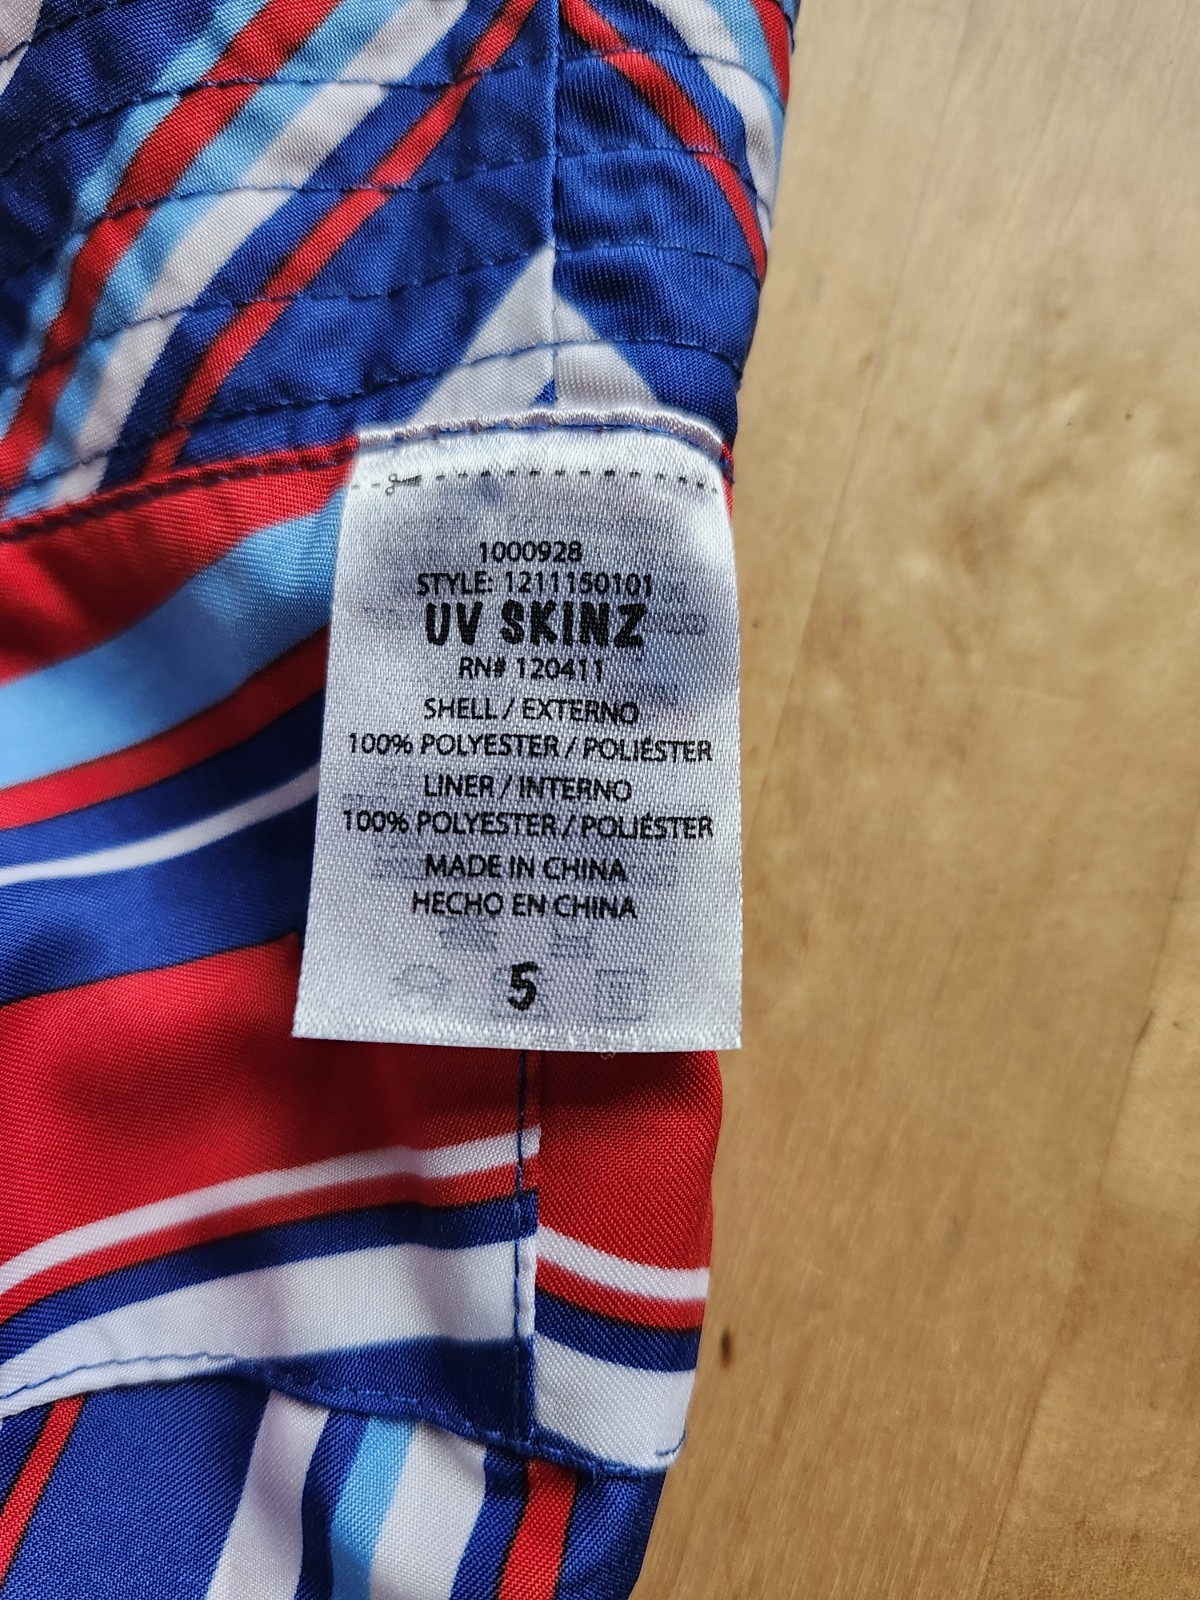 1000928
STYLE: 1211150101
UV SKINZ
RN# 120411
SHELL / EXTERNO
100% POLYESTER / POLIÉSTER
LINER / INTERNO
100% POLYESTER / POLIÉSTER
MADE IN CHINA
HECHO EN CHINA
5